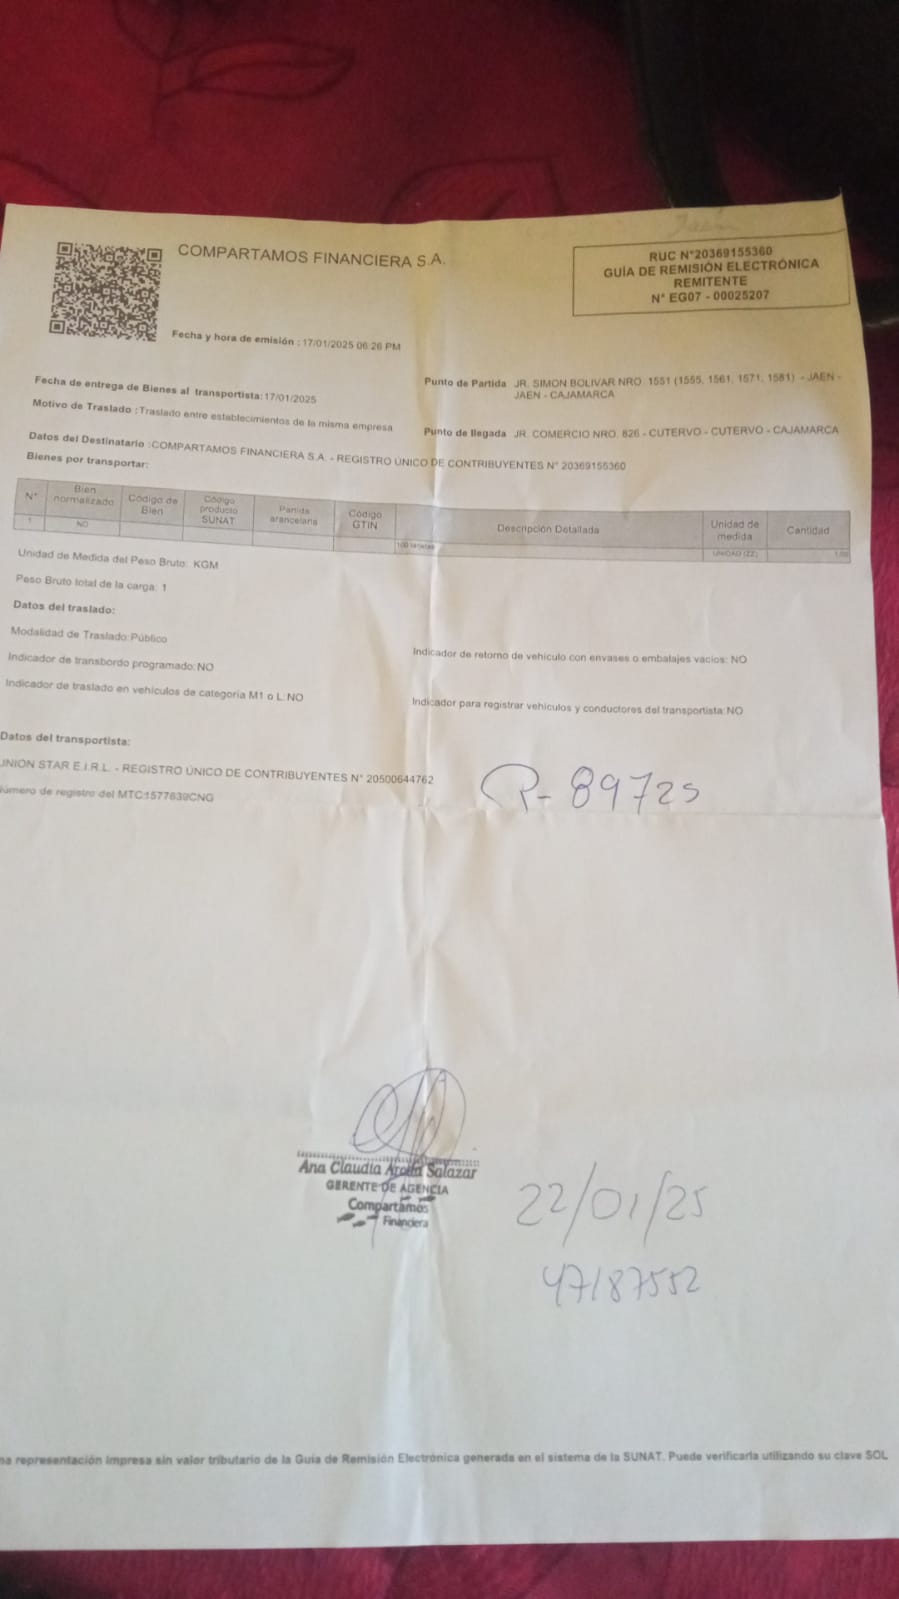 Jaén
COMPARTAMOS FINANCIERA S.A.
RUC N°20369155360
GUÍA DE REMISIÓN ELECTRÓNICA
REMITENTE
N° EG07 - 00025207
Fecha y hora de emisión : 17/01/2025 06:26 PM
Fecha de entrega de Bienes al transportista: 17/01/2025
Punto de Partida JR. SIMON BOLIVAR NRO. 1551 (1555, 1561, 1571, 1581) - JAEN -
JAEN - CAJAMARCA
Motivo de Traslado : Traslado entre establecimientos de la misma empresa
Punto de llegada JR. COMERCIO NRO. 826 - CUTERVO - CUTERVO - CAJAMARCA
Datos del Destinatario : COMPARTAMOS FINANCIERA S.A. - REGISTRO ÚNICO DE CONTRIBUYENTES N° 20369155360
Bienes por transportar:
N° Bien normalizado Código de Bien Código producto SUNAT Partida arancelaria Código GTIN Descripción Detallada Unidad de medida Cantidad
1 NO 100 tarjetas UNIDAD (ZZ) 1.00
Unidad de Medida del Peso Bruto: KGM
Peso Bruto total de la carga: 1
Datos del traslado:
Modalidad de Traslado: Público
Indicador de retorno de vehículo con envases o embalajes vacíos: NO
Indicador de transbordo programado: NO
Indicador de traslado en vehículos de categoría M1 o L: NO
Indicador para registrar vehículos y conductores del transportista: NO
Datos del transportista:
UNION STAR E.I.R.L. - REGISTRO ÚNICO DE CONTRIBUYENTES N° 20500644762
número de registro del MTC:1577639CNG
P- 89725
Ana Claudia Salazar
GERENTE DE AGENCIA
Compartamos
Financiera
22/01/25
47187552
na representación impresa sin valor tributario de la Guía de Remisión Electrónica generada en el sistema de la SUNAT. Puede verificarla utilizando su clave SOL